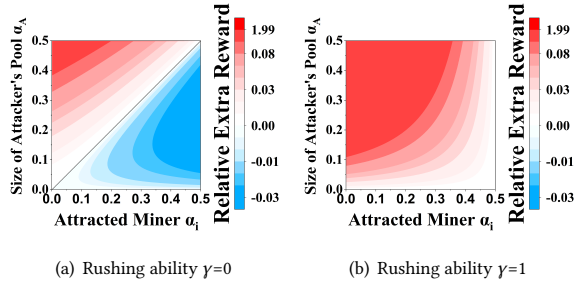 Size of Attacker's Pool αA
0.5
0.4
0.3
0.2
0.1
0.0
0.0 0.1 0.2 0.3 0.4 0.5
Attracted Miner αi
1.99
0.08
0.03
0.00
-0.01
-0.03
Relative Extra Reward
(a) Rushing ability γ=0
Size of Attacker's Pool αA
0.5
0.4
0.3
0.2
0.1
0.0
0.0 0.1 0.2 0.3 0.4 0.5
Attracted Miner αi
1.99
0.08
0.03
0.00
-0.01
-0.03
Relative Extra Reward
(b) Rushing ability γ=1